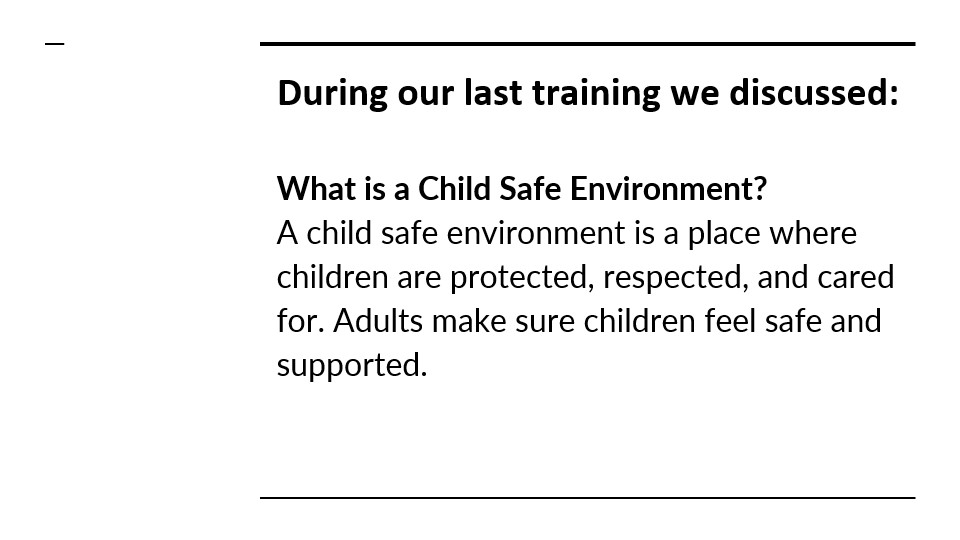 During our last training we discussed:
What is a Child Safe Environment?
A child safe environment is a place where
children are protected, respected, and cared
for. Adults make sure children feel safe and
supported.